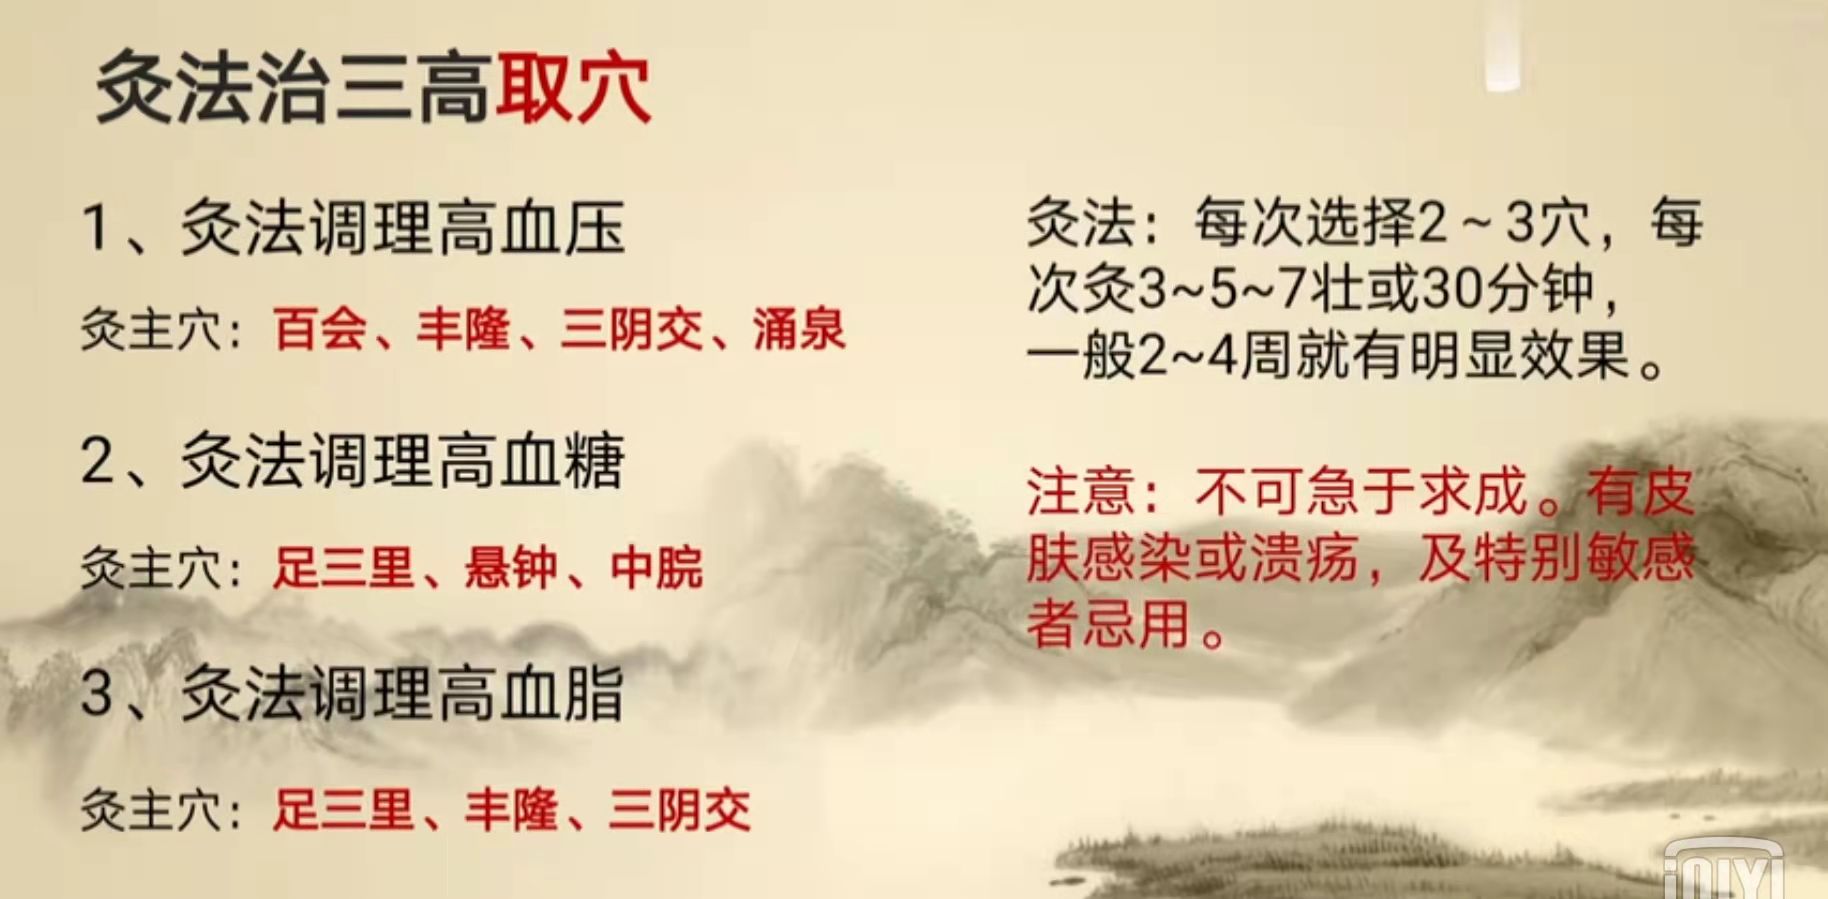 灸法治三高取穴
1、灸法调理高血压
灸主穴：百会、丰隆、三阴交、涌泉
2、灸法调理高血糖
灸主穴：足三里、悬钟、中脘
3、灸法调理高血脂
灸主穴：足三里、丰隆、三阴交
灸法：每次选择2～3穴，每
次灸3~5~7壮或30分钟，
一般2~4周就有明显效果。
注意：不可急于求成。有皮
肤感染或溃疡，及特别敏感
者忌用。
iQIYI